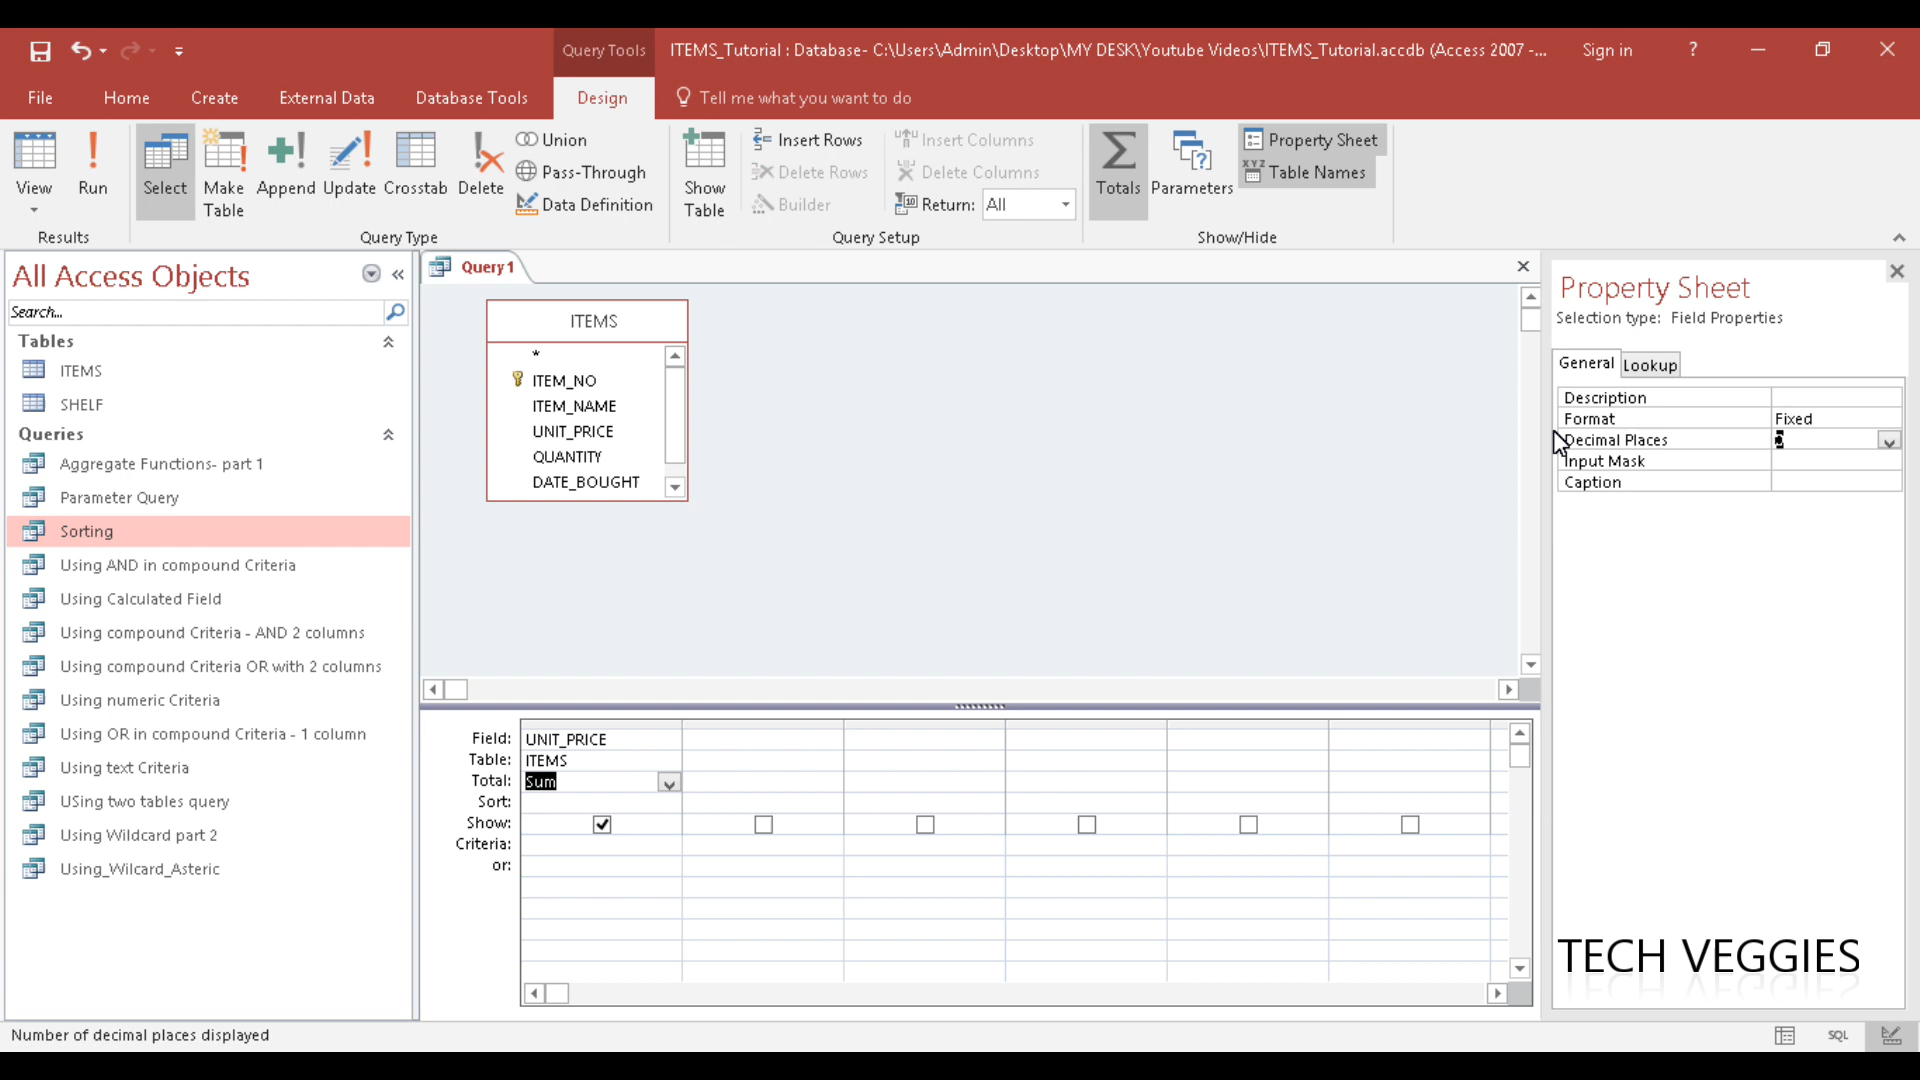 Query Tools
ITEMS_Tutorial : Database- C:\Users\Admin\Desktop\MY DESK\Youtube Videos\ITEMS_Tutorial.accdb (Access 2007 -...
Sign in
?
File
Home
Create
External Data
Database Tools
Design
Tell me what you want to do
View
Run
Select
Make Table
Append
Update
Crosstab
Delete
Union
Pass-Through
Data Definition
Show Table
Insert Rows
Delete Rows
Builder
Insert Columns
Delete Columns
Return: All
Totals
Parameters
Property Sheet
Table Names
Results
Query Type
Query Setup
Show/Hide
All Access Objects
Search...
Tables
ITEMS
SHELF
Queries
Aggregate Functions- part 1
Parameter Query
Sorting
Using AND in compound Criteria
Using Calculated Field
Using compound Criteria - AND 2 columns
Using compound Criteria OR with 2 columns
Using numeric Criteria
Using OR in compound Criteria - 1 column
Using text Criteria
USing two tables query
Using Wildcard part 2
Using_Wilcard_Asteric
Query1
ITEMS
*
ITEM_NO
ITEM_NAME
UNIT_PRICE
QUANTITY
DATE_BOUGHT
Field: UNIT_PRICE
Table: ITEMS
Total: Sum
Sort:
Show:
Criteria:
or:
Property Sheet
Selection type: Field Properties
General
Lookup
Description
Format Fixed
Decimal Places
Input Mask
Caption
TECH VEGGIES
Number of decimal places displayed
SQL